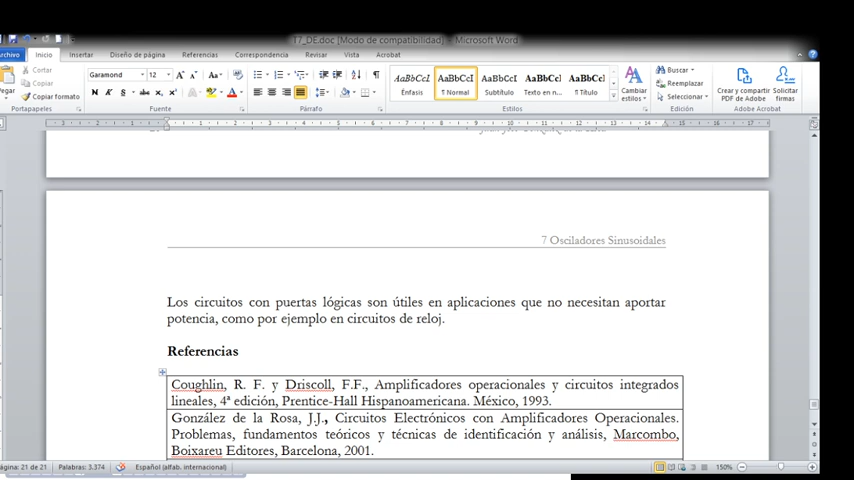 T7_DE.doc [Modo de compatibilidad] - Microsoft Word
Archivo Inicio Insertar Diseño de página Referencias Correspondencia Revisar Vista Acrobat
Cortar
Copiar
Copiar formato
Pegar
Garamond 12
N K S abc
AaBbCcI AaBbCcI AaBbCcI AaBbCc AaBbCc
Énfasis ¶ Normal Subtítulo Texto en n... ¶ Título
Cambiar estilos
Buscar
Reemplazar
Seleccionar
Crear y compartir PDF de Adobe
Solicitar firmas
Portapapeles Fuente Párrafo Estilos Edición Adobe Acrobat
7 Osciladores Sinusoidales
Los circuitos con puertas lógicas son útiles en aplicaciones que no necesitan aportar
potencia, como por ejemplo en circuitos de reloj.
Referencias
Coughlin, R. F. y Driscoll, F.F., Amplificadores operacionales y circuitos integrados
lineales, 4ª edición, Prentice-Hall Hispanoamericana. México, 1993.
González de la Rosa, J.J., Circuitos Electrónicos con Amplificadores Operacionales.
Problemas, fundamentos teóricos y técnicas de identificación y análisis, Marcombo,
Boixareu Editores, Barcelona, 2001.
Página: 21 de 21 Palabras: 3.374 Español (alfab. internacional) 150%